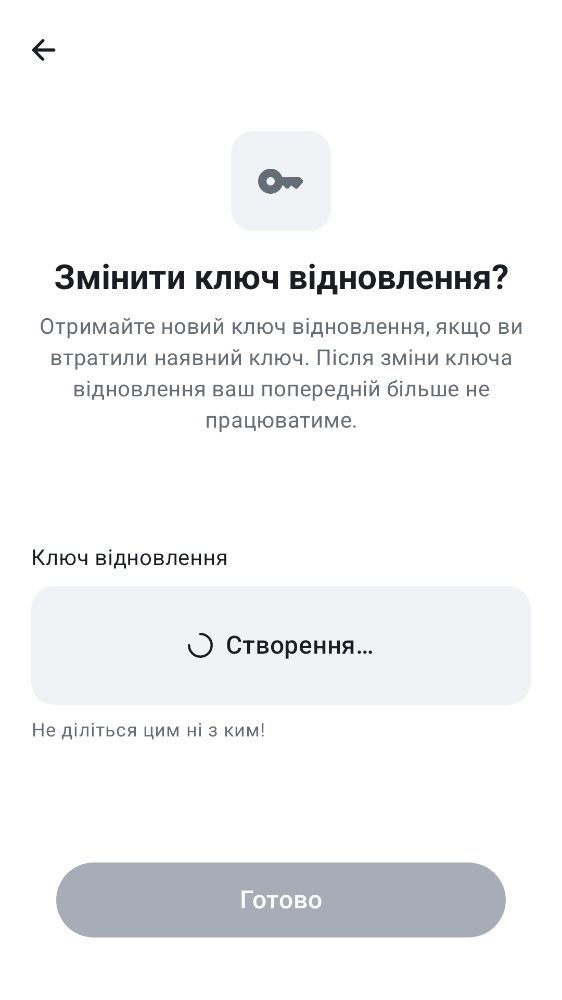 Змінити ключ відновлення?
Отримайте новий ключ відновлення, якщо ви
втратили наявний ключ. Після зміни ключа
відновлення ваш попередній більше не
працюватиме.
Ключ відновлення
Створення…
Не діліться цим ні з ким!
Готово